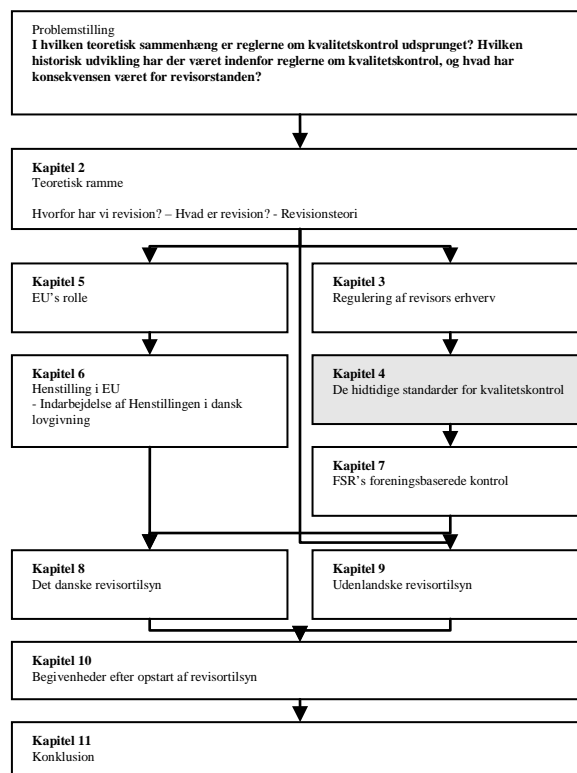 Problemstilling
I hvilken teoretisk sammenhæng er reglerne om kvalitetskontrol udsprunget? Hvilken
historisk udvikling har der været indenfor reglerne om kvalitetskontrol, og hvad har
konsekvensen været for revisorstanden?
Kapitel 2
Teoretisk ramme
Hvorfor har vi revision? – Hvad er revision? - Revisionsteori
Kapitel 5
EU's rolle
Kapitel 3
Regulering af revisors erhverv
Kapitel 6
Henstilling i EU
- Indarbejdelse af Henstillingen i dansk
lovgivning
Kapitel 4
De hidtidige standarder for kvalitetskontrol
Kapitel 7
FSR's foreningsbaserede kontrol
Kapitel 8
Det danske revisortilsyn
Kapitel 9
Udenlandske revisortilsyn
Kapitel 10
Begivenheder efter opstart af revisortilsyn
Kapitel 11
Konklusion